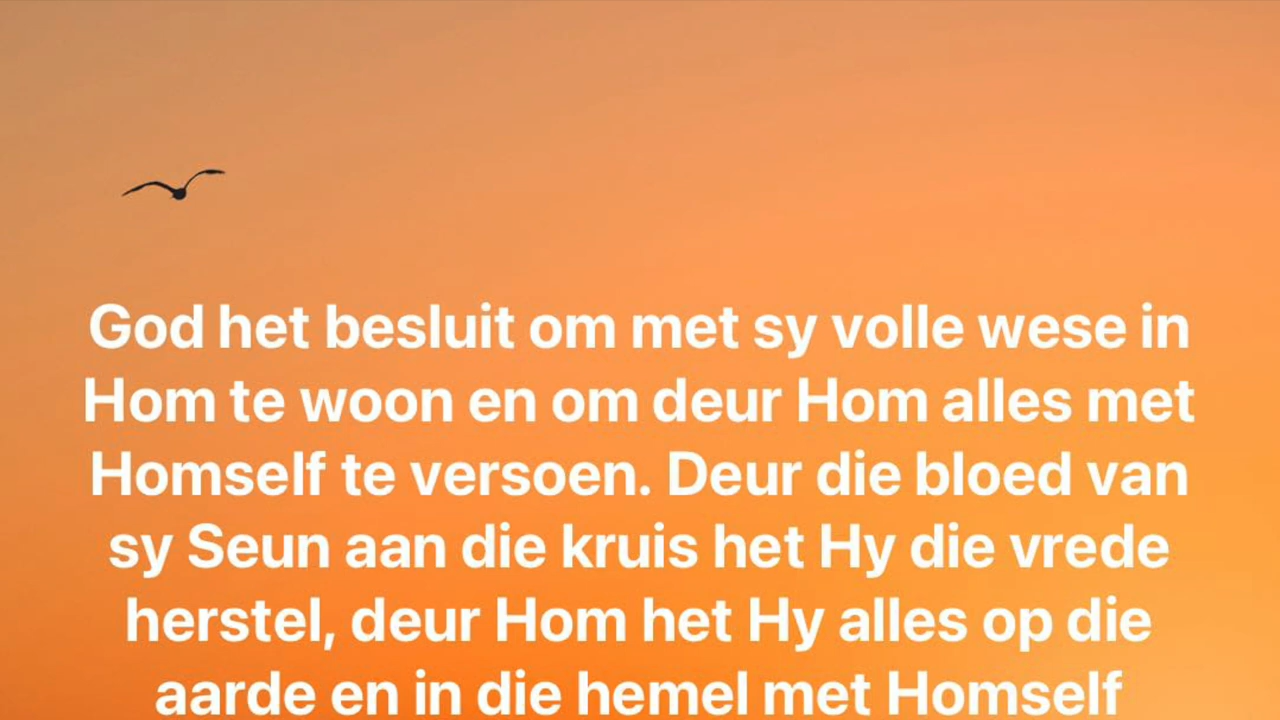 God het besluit om met sy volle wese in
Hom te woon en om deur Hom alles met
Homself te versoen. Deur die bloed van
sy Seun aan die kruis het Hy die vrede
herstel, deur Hom het Hy alles op die
aarde en in die hemel met Homself